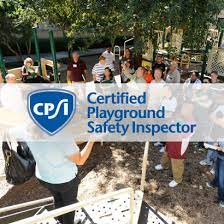 CPSI
Certified
Playground
Safety Inspector